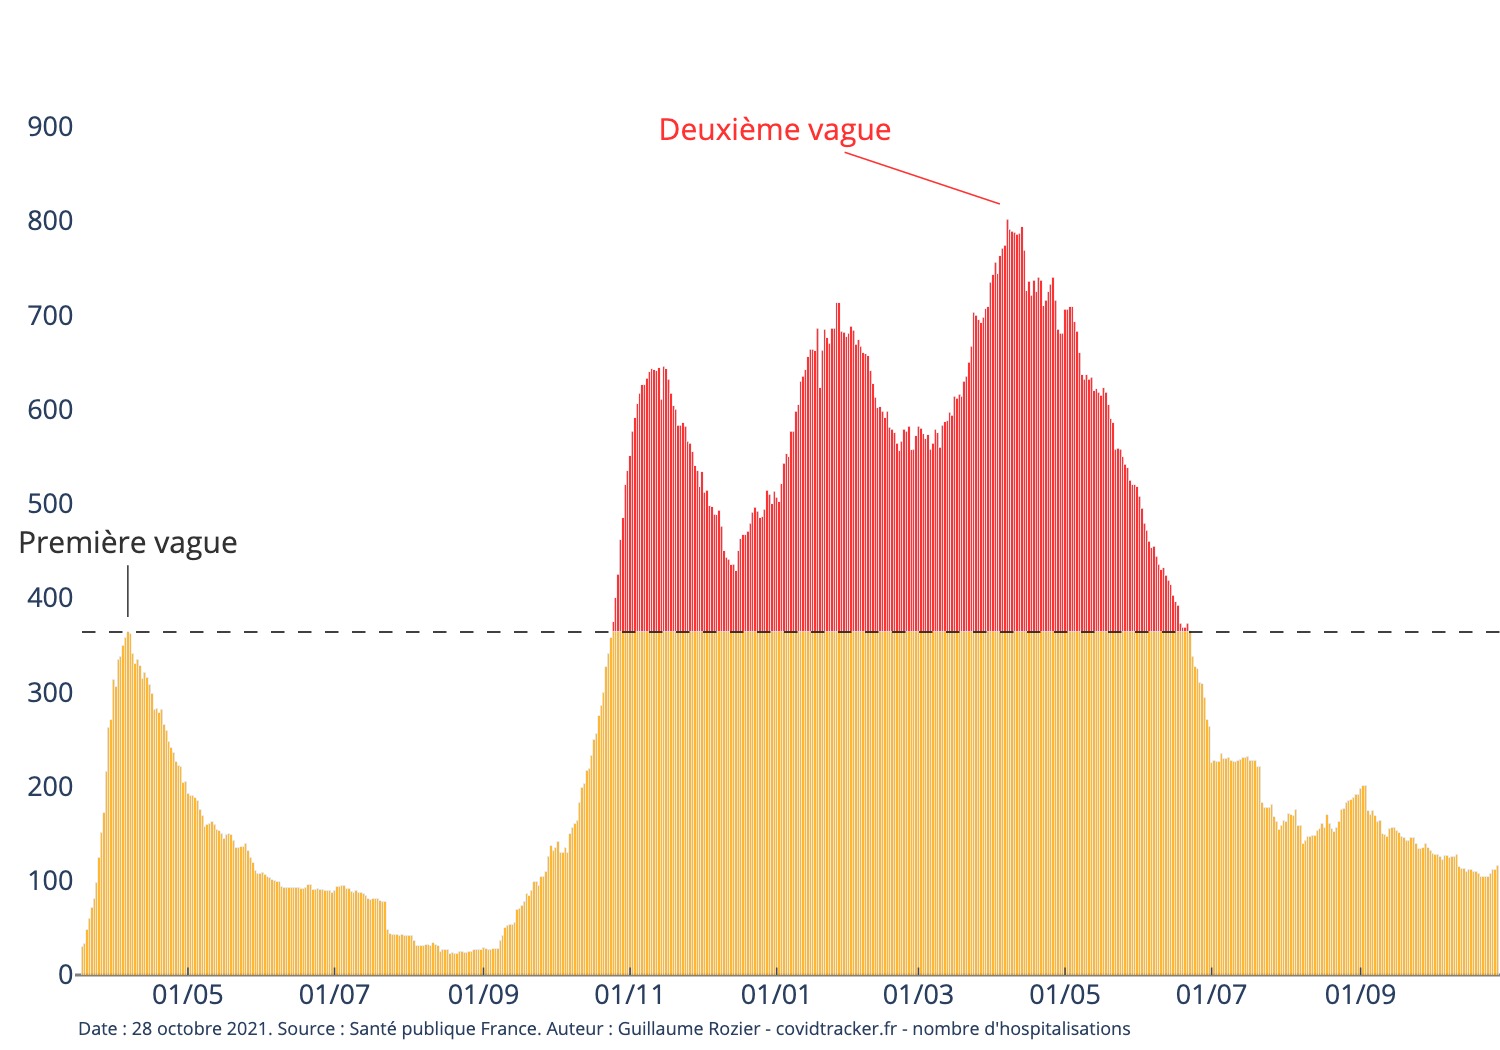 900
Deuxième vague
800
700
600
500
Première vague
400
300
200
100
0
01/05 01/07 01/09 01/11 01/01 01/03 01/05 01/07 01/09
Date : 28 octobre 2021. Source : Santé publique France. Auteur : Guillaume Rozier - covidtracker.fr - nombre d'hospitalisations